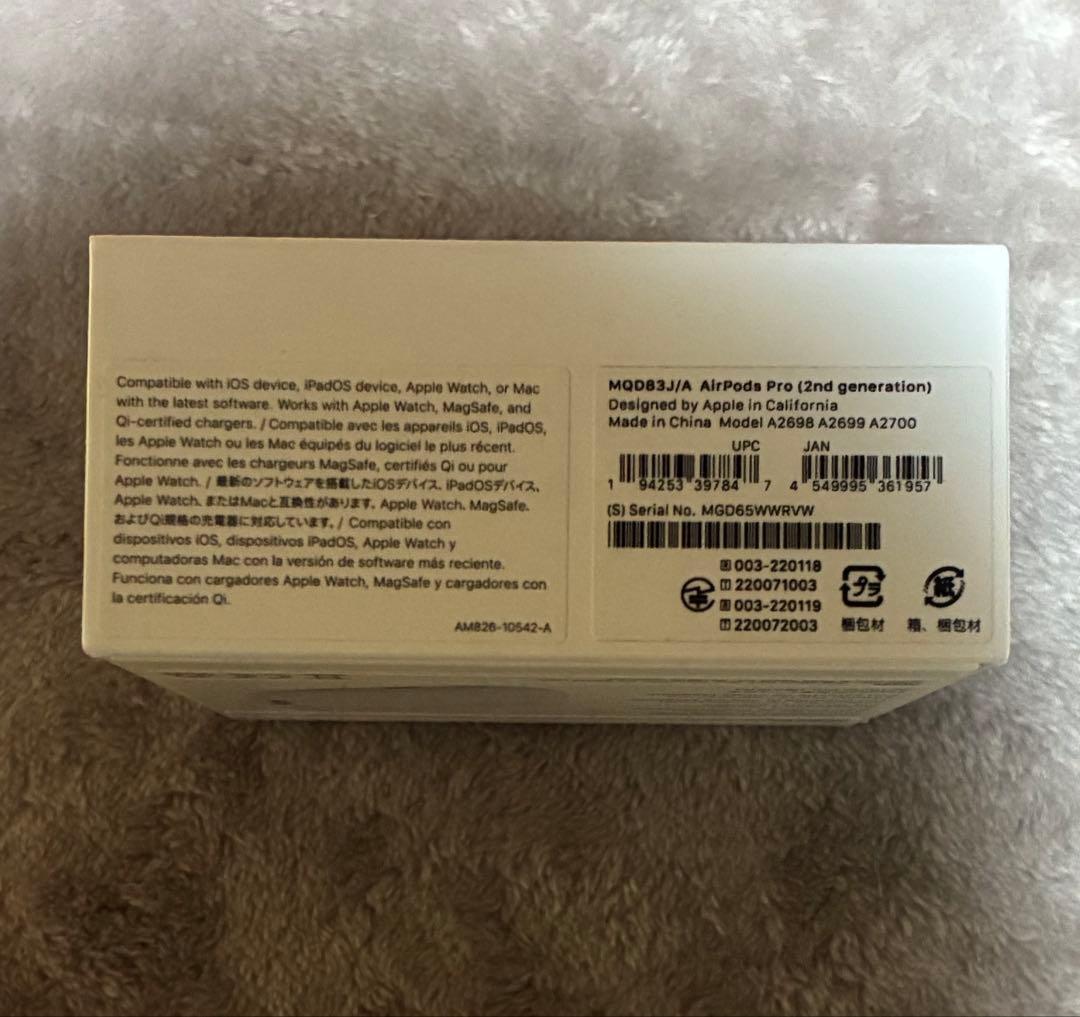 Compatible with iOS device, iPadOS device, Apple Watch, or Mac
with the latest software. Works with Apple Watch, MagSafe, and
Qi-certified chargers. / Compatible avec les appareils iOS, iPadOS,
les Apple Watch ou les Mac équipés du logiciel le plus récent.
Fonctionne avec les chargeurs MagSafe, certifiés Qi ou pour
Apple Watch. / 最新のソフトウェアを搭載したiOSデバイス、iPadOSデバイス、
Apple Watch、またはMacと互換性があります。Apple Watch、MagSafe、
およびQi規格の充電器に対応しています。/ Compatible con
dispositivos iOS, dispositivos iPadOS, Apple Watch y
computadoras Mac con la versión de software más reciente.
Funciona con cargadores Apple Watch, MagSafe y cargadores con
la certificación Qi.
AM826-10542-A
MQD83J/A AirPods Pro (2nd generation)
Designed by Apple in California
Made in China Model A2698 A2699 A2700
UPC JAN
1 94253 39784 7 4 549995 361957
(S) Serial No. MGD65WWRVW
R 003-220118
T 220071003
R 003-220119
T 220072003
プラ
梱包材
紙
箱、梱包材